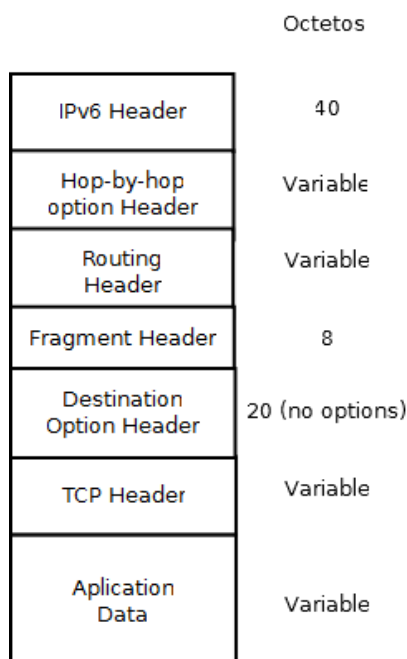 Octetos
IPv6 Header
40
Hop-by-hop
option Header
Variable
Routing
Header
Variable
Fragment Header
8
Destination
Option Header
20 (no options)
TCP Header
Variable
Aplication
Data
Variable